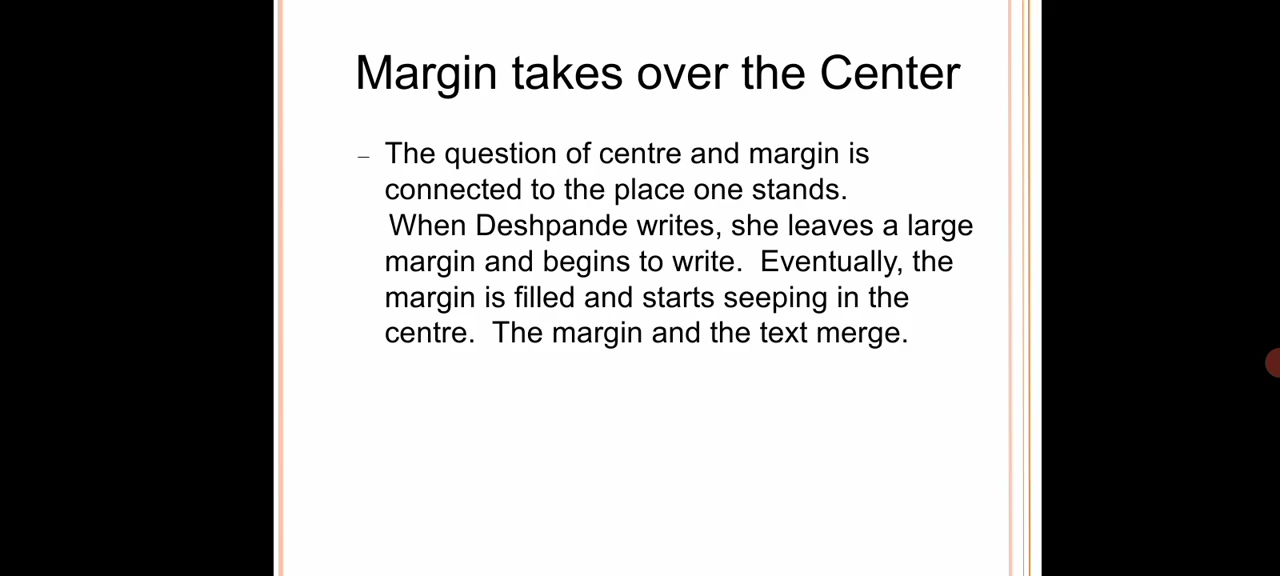 Margin takes over the Center
– The question of centre and margin is
connected to the place one stands.
When Deshpande writes, she leaves a large
margin and begins to write.  Eventually, the
margin is filled and starts seeping in the
centre.  The margin and the text merge.